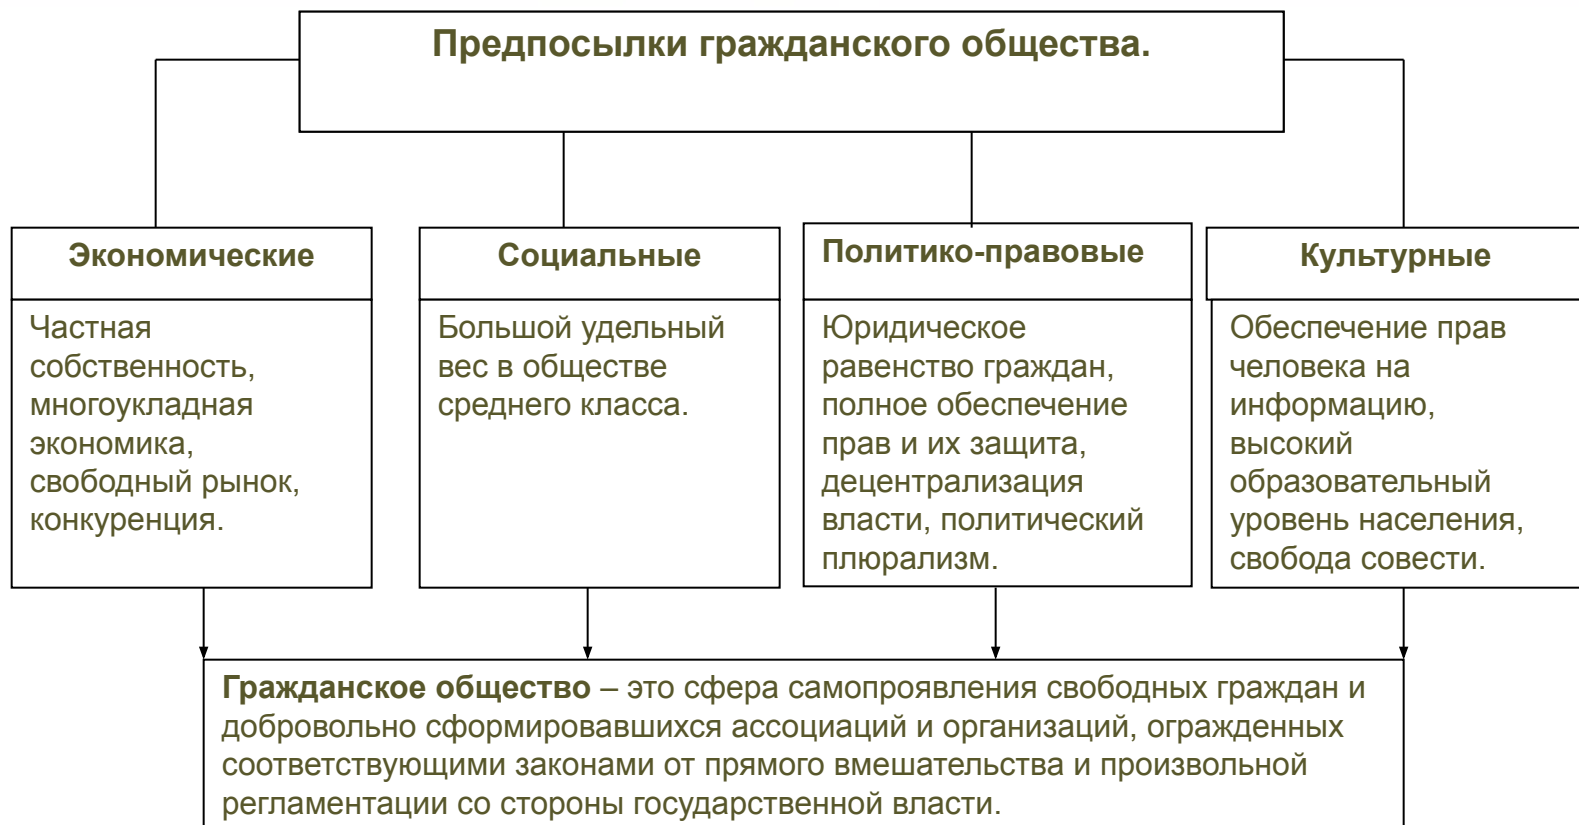 Предпосылки гражданского общества.
Экономические
Частная
собственность,
многоукладная
экономика,
свободный рынок,
конкуренция.
Социальные
Большой удельный
вес в обществе
среднего класса.
Политико-правовые
Юридическое
равенство граждан,
полное обеспечение
прав и их защита,
децентрализация
власти, политический
плюрализм.
Культурные
Обеспечение прав
человека на
информацию,
высокий
образовательный
уровень населения,
свобода совести.
Гражданское общество – это сфера самопроявления свободных граждан и
добровольно сформировавшихся ассоциаций и организаций, огражденных
соответствующими законами от прямого вмешательства и произвольной
регламентации со стороны государственной власти.